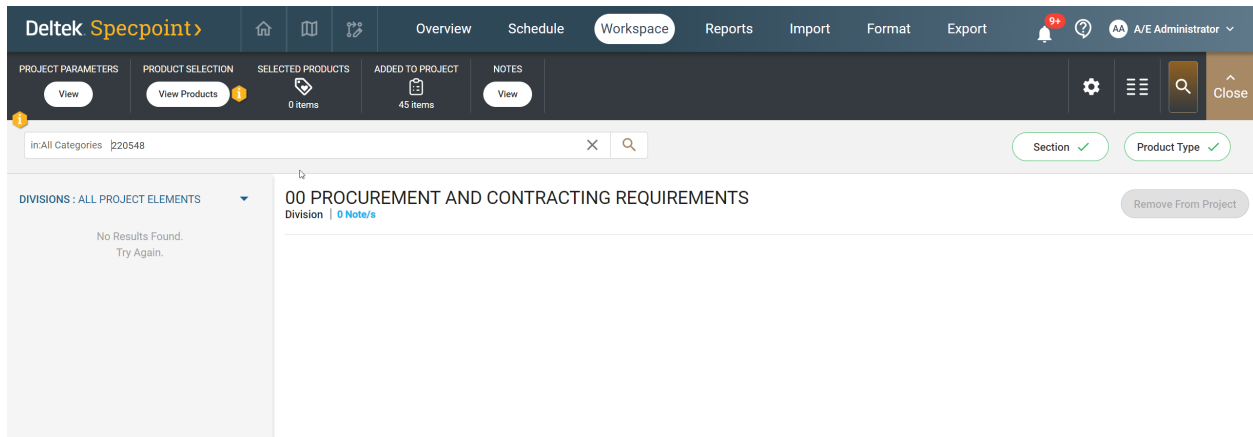 Deltek Specpoint
Overview
Schedule
Workspace
Reports
Import
Format
Export
9+
AA
A/E Administrator
PROJECT PARAMETERS
View
PRODUCT SELECTION
View Products
i
SELECTED PRODUCTS
0 items
ADDED TO PROJECT
45 items
NOTES
View
Close
i
in:All Categories 220548
Section
Product Type
DIVISIONS : ALL PROJECT ELEMENTS
No Results Found.
Try Again.
00 PROCUREMENT AND CONTRACTING REQUIREMENTS
Division | 0 Note/s
Remove From Project